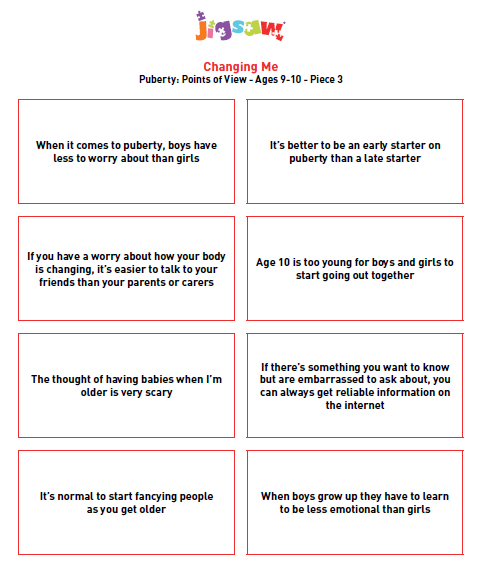 jigsaw
Changing Me
Puberty: Points of View - Ages 9-10 - Piece 3
When it comes to puberty, boys have
less to worry about than girls
It's better to be an early starter on
puberty than a late starter
If you have a worry about how your body
is changing, it's easier to talk to your
friends than your parents or carers
Age 10 is too young for boys and girls to
start going out together
The thought of having babies when I'm
older is very scary
If there's something you want to know
but are embarrassed to ask about, you
can always get reliable information on
the internet
It's normal to start fancying people
as you get older
When boys grow up they have to learn
to be less emotional than girls